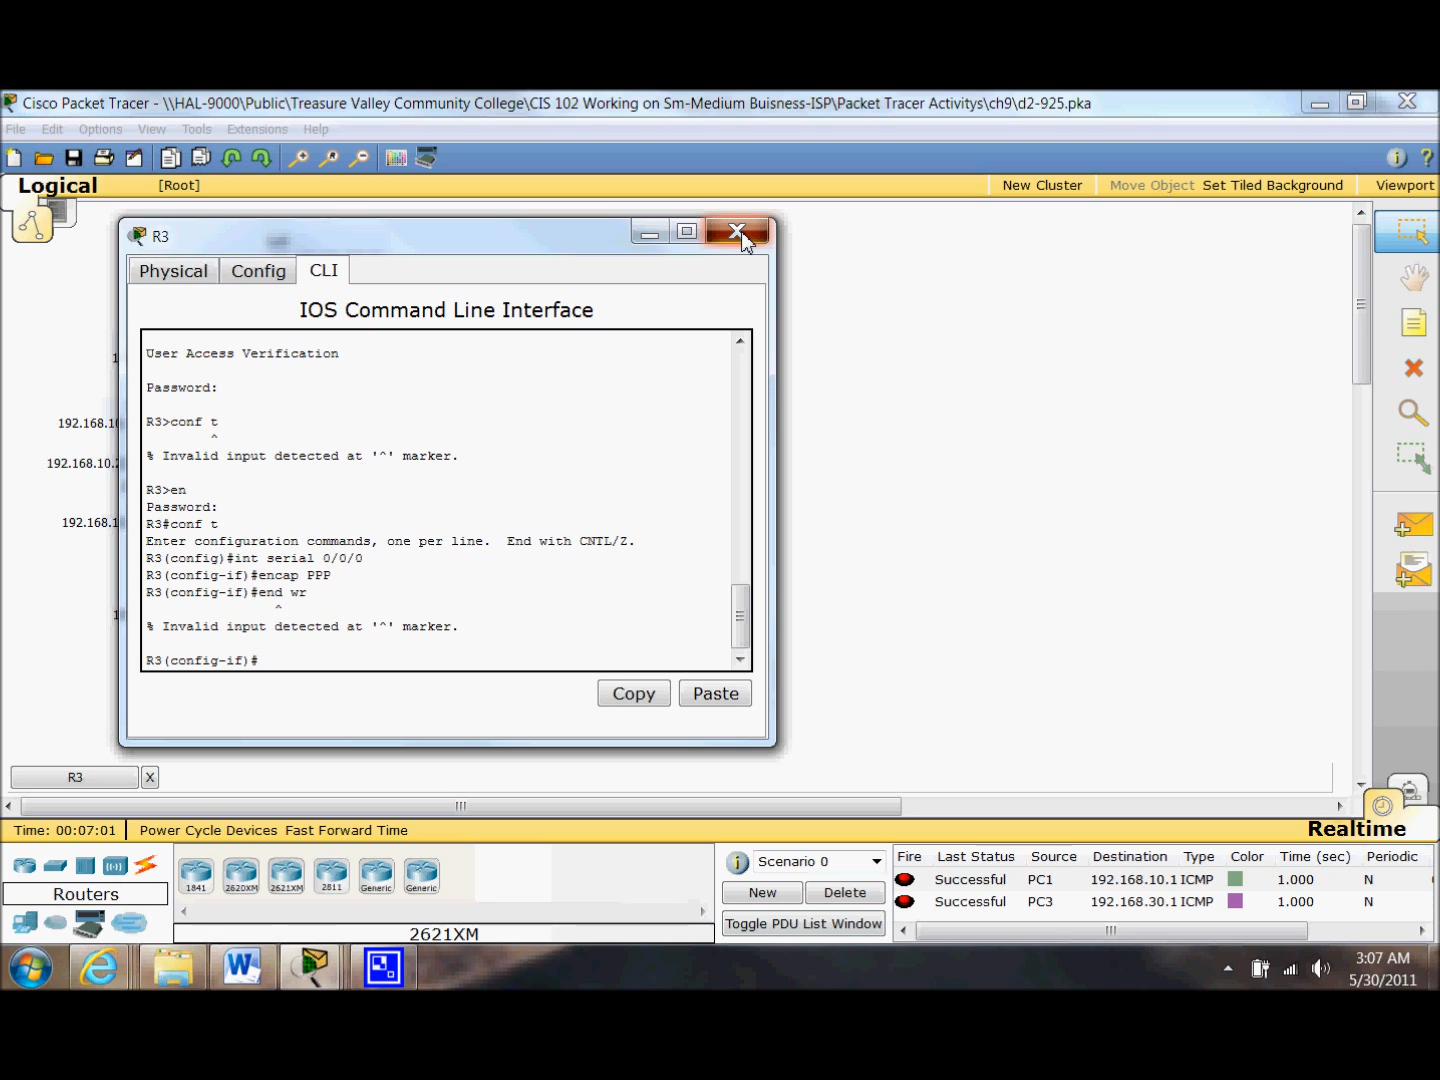 Cisco Packet Tracer - \\HAL-9000\Public\Treasure Valley Community College\CIS 102 Working on Sm-Medium Buisness-ISP\Packet Tracer Activitys\ch9\d2-925.pka
File Edit Options View Tools Extensions Help
Logical [Root] New Cluster Move Object Set Tiled Background Viewport
R3
Physical Config CLI
IOS Command Line Interface
User Access Verification
Password:
R3>conf t
^
% Invalid input detected at '^' marker.
R3>en
Password:
R3#conf t
Enter configuration commands, one per line. End with CNTL/Z.
R3(config)#int serial 0/0/0
R3(config-if)#encap PPP
R3(config-if)#end wr
^
% Invalid input detected at '^' marker.
R3(config-if)#
Copy Paste
1
192.168.10
192.168.10.2
192.168.1
1
R3 X
Realtime
Time: 00:07:01 Power Cycle Devices Fast Forward Time
Routers
1841 2620XM 2621XM 2811 Generic Generic
2621XM
Scenario 0
New Delete
Toggle PDU List Window
Fire Last Status Source Destination Type Color Time (sec) Periodic
Successful PC1 192.168.10.1 ICMP 1.000 N
Successful PC3 192.168.30.1 ICMP 1.000 N
3:07 AM
5/30/2011